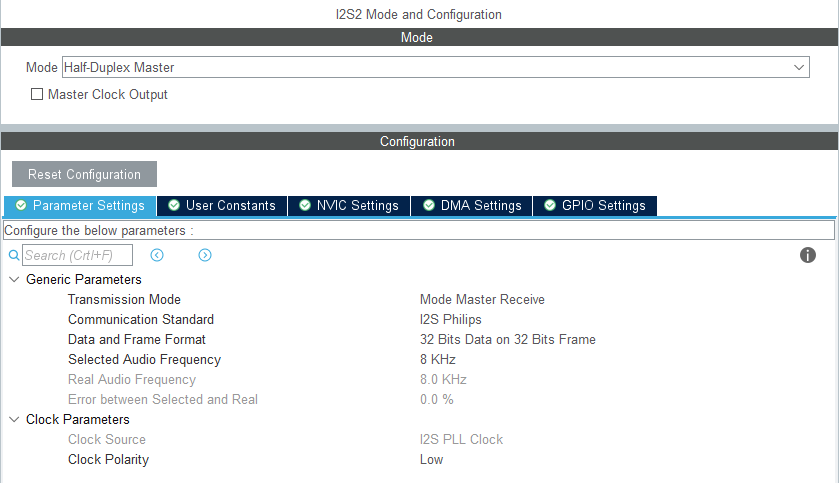 I2S2 Mode and Configuration
Mode
Mode Half-Duplex Master
Master Clock Output
Configuration
Reset Configuration
Parameter Settings User Constants NVIC Settings DMA Settings GPIO Settings
Configure the below parameters :
Search (CrtI+F)
Generic Parameters
Transmission Mode Mode Master Receive
Communication Standard I2S Philips
Data and Frame Format 32 Bits Data on 32 Bits Frame
Selected Audio Frequency 8 KHz
Real Audio Frequency 8.0 KHz
Error between Selected and Real 0.0 %
Clock Parameters
Clock Source I2S PLL Clock
Clock Polarity Low